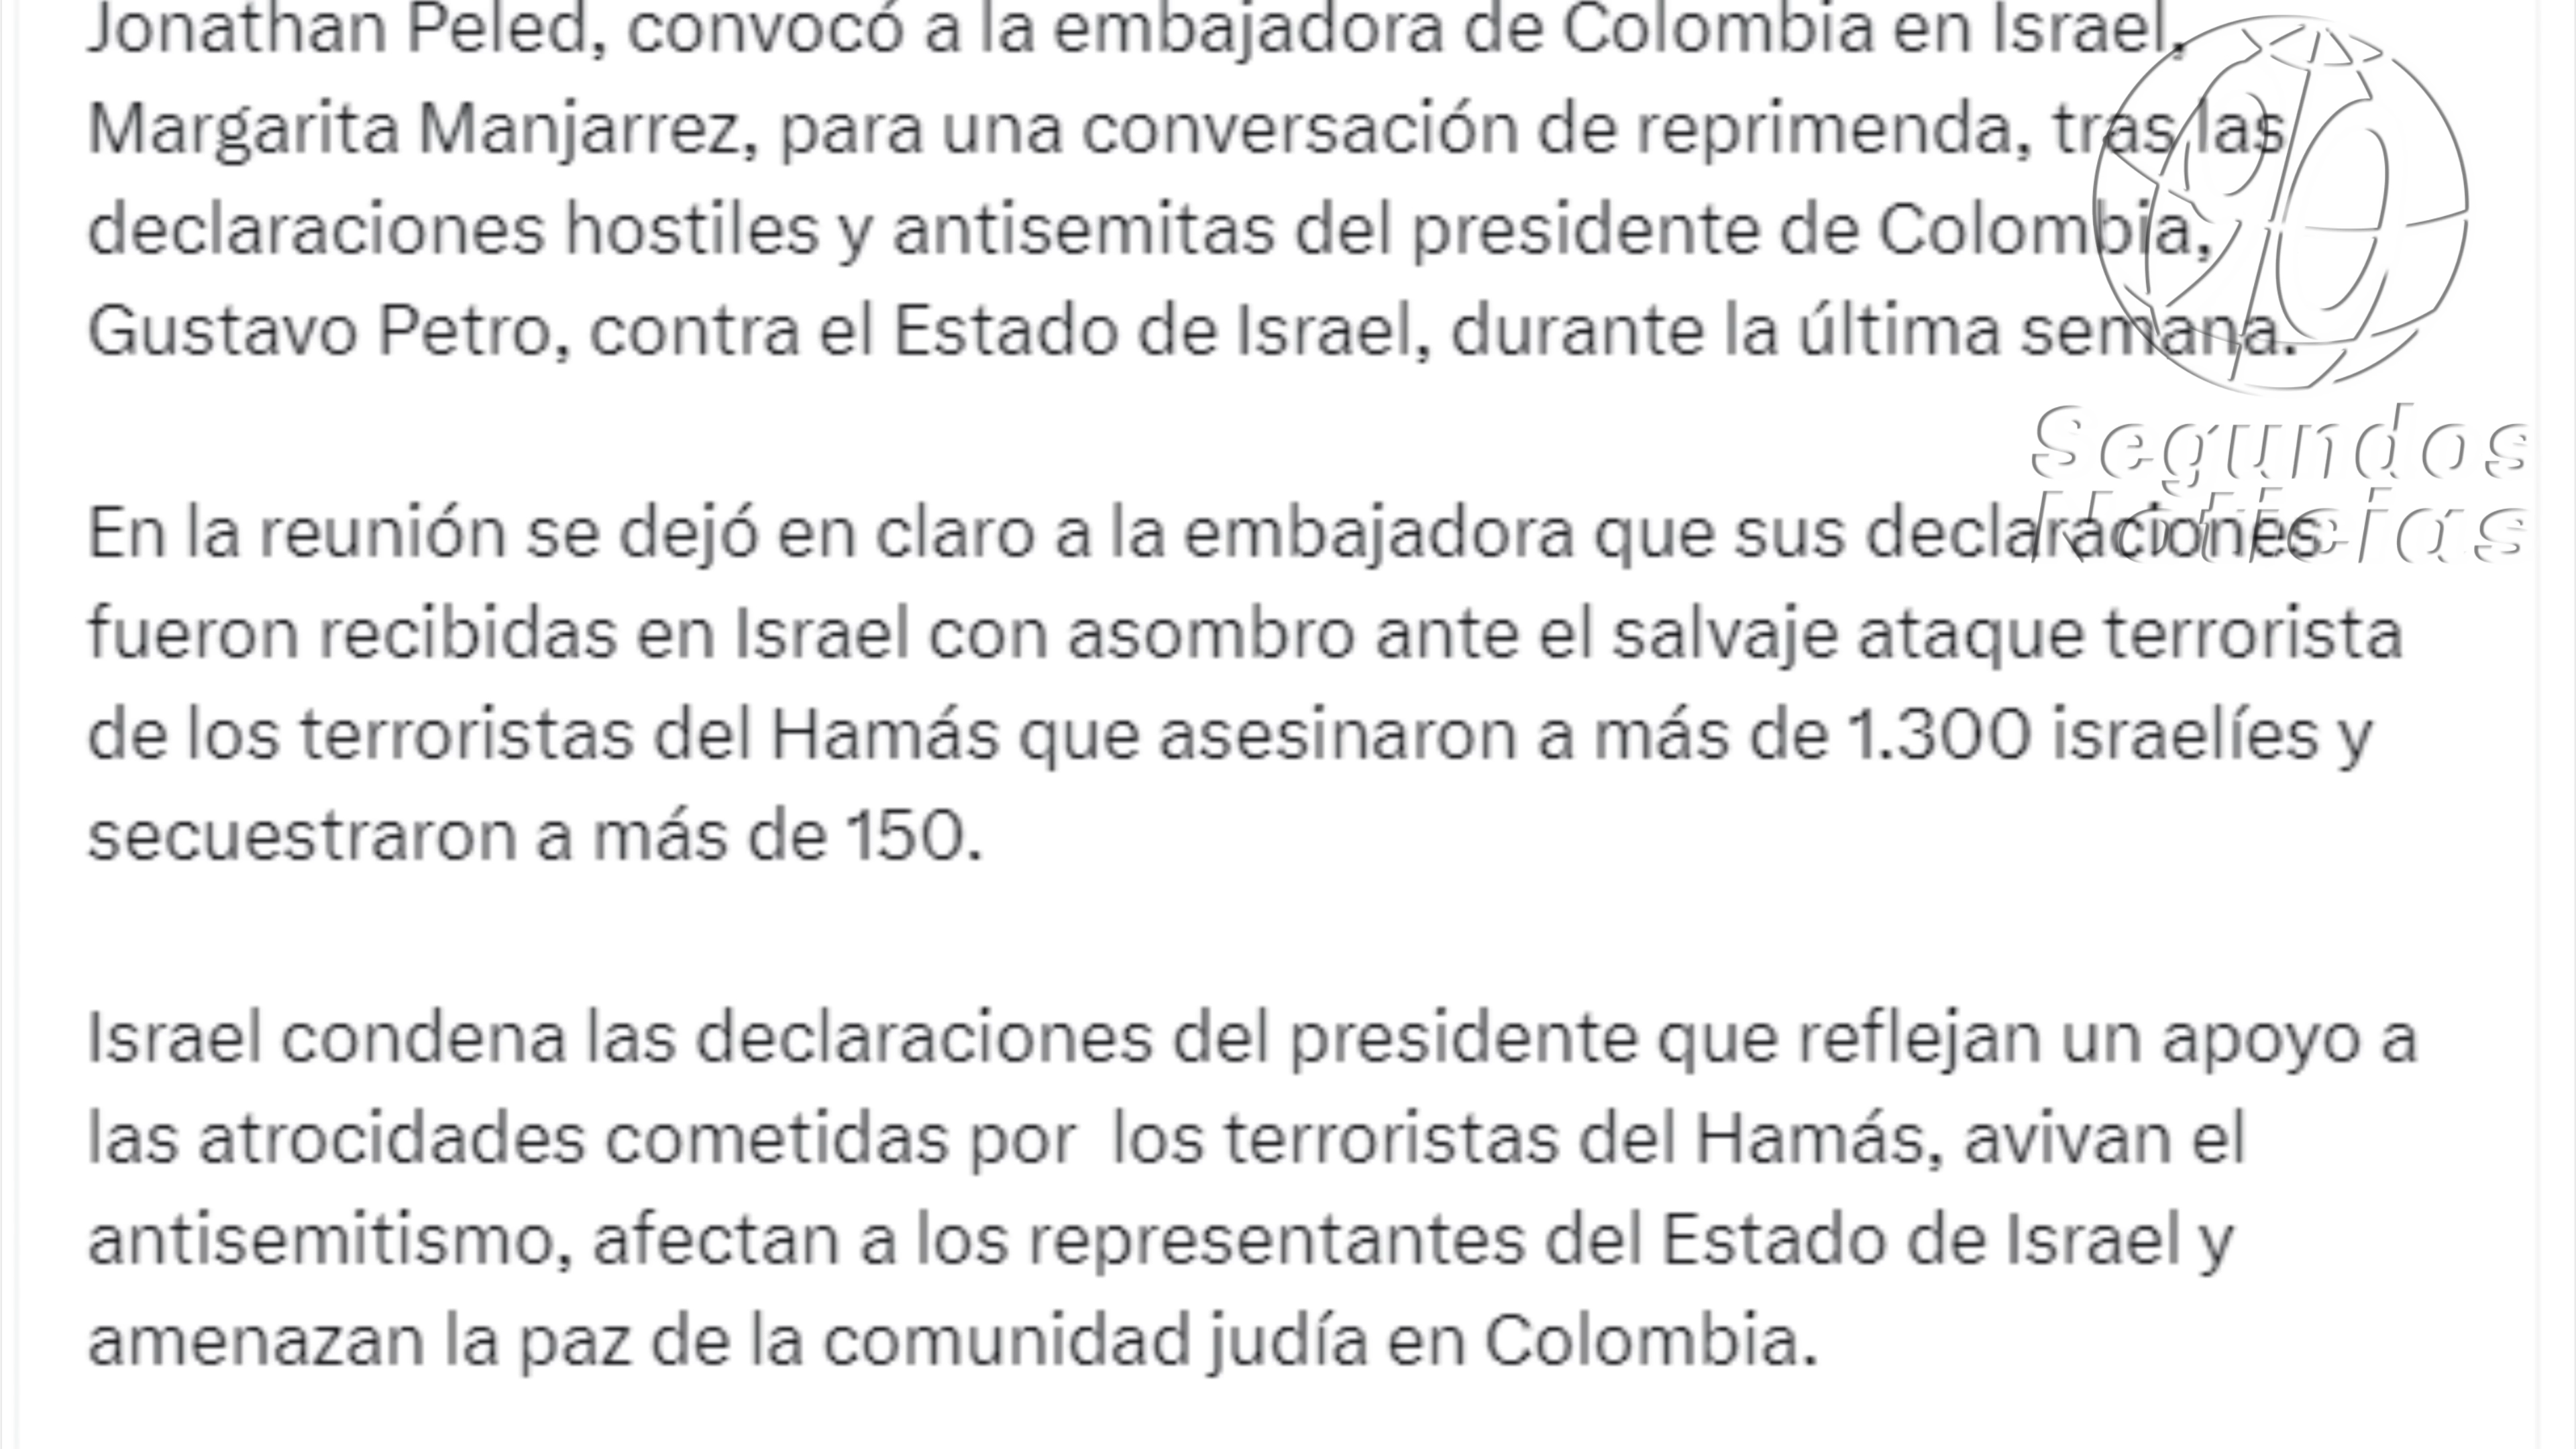 Jonathan Peled, convocó a la embajadora de Colombia en Israel,
Margarita Manjarrez, para una conversación de reprimenda, tras las
declaraciones hostiles y antisemitas del presidente de Colombia,
Gustavo Petro, contra el Estado de Israel, durante la última semana.
En la reunión se dejó en claro a la embajadora que sus declaraciones
fueron recibidas en Israel con asombro ante el salvaje ataque terrorista
de los terroristas del Hamás que asesinaron a más de 1.300 israelíes y
secuestraron a más de 150.
Israel condena las declaraciones del presidente que reflejan un apoyo a
las atrocidades cometidas por  los terroristas del Hamás, avivan el
antisemitismo, afectan a los representantes del Estado de Israel y
amenazan la paz de la comunidad judía en Colombia.
90
Segundos
Noticias